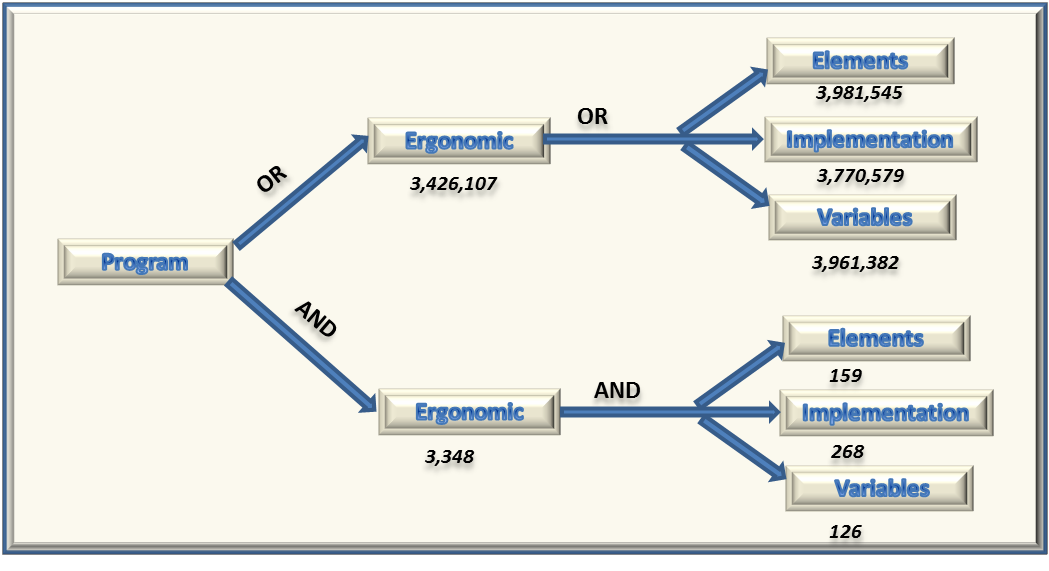 Elements
3,981,545
OR
Ergonomic
Implementation
3,426,107
3,770,579
OR
Variables
3,961,382
Program
AND
Elements
159
AND
Ergonomic
Implementation
3,348
268
Variables
126